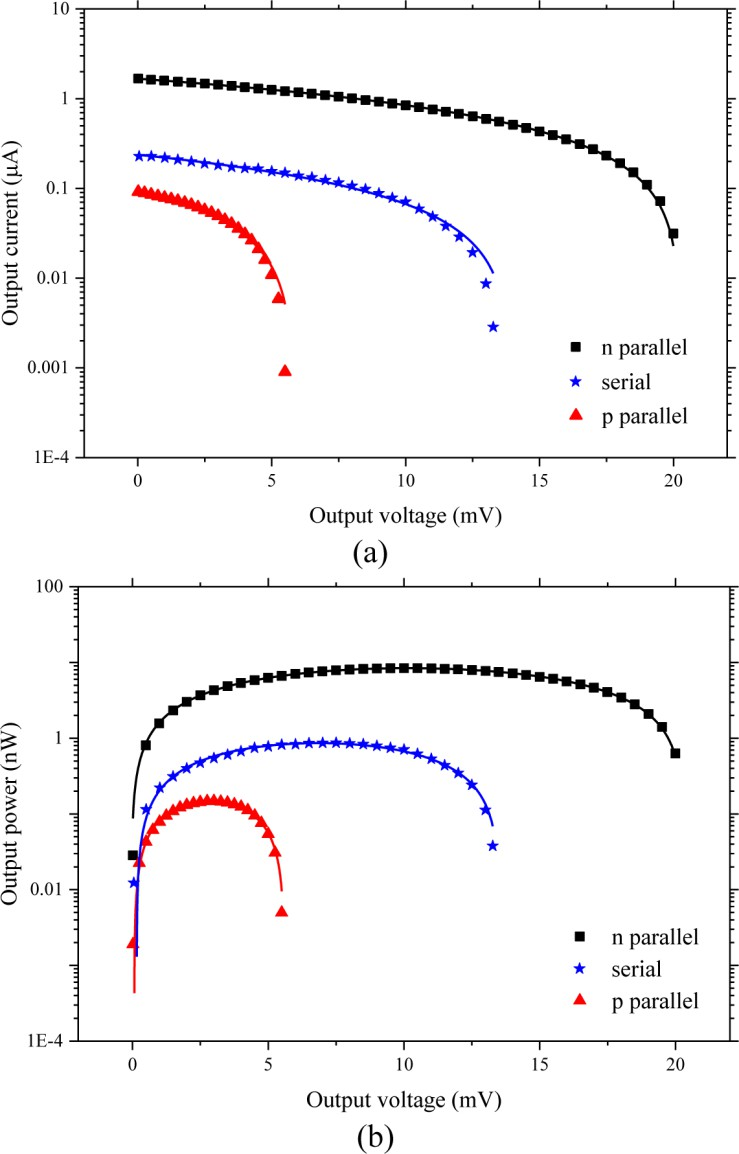 10
1
0.1
0.01
0.001
1E-4
Output current (μA)
n parallel
serial
p parallel
0 5 10 15 20
Output voltage (mV)
(a)
100
1
0.01
1E-4
Output power (nW)
n parallel
serial
p parallel
0 5 10 15 20
Output voltage (mV)
(b)